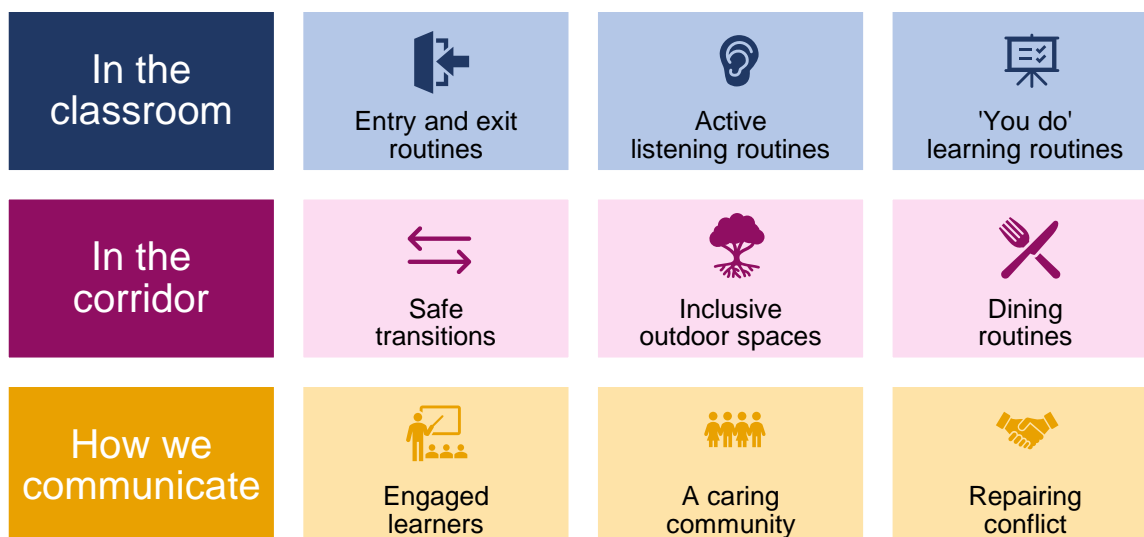 In the
classroom
Entry and exit
routines
Active
listening routines
'You do'
learning routines
In the
corridor
Safe
transitions
Inclusive
outdoor spaces
Dining
routines
How we
communicate
Engaged
learners
A caring
community
Repairing
conflict